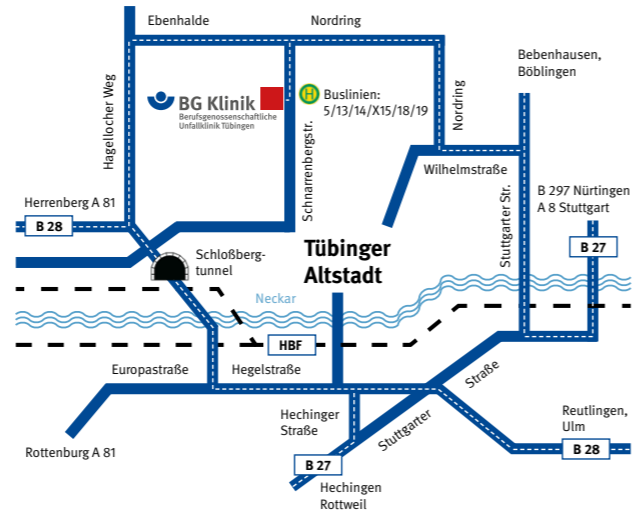 Ebenhalde
Nordring
Bebenhausen,
Böblingen
Hagellocher Weg
BG Klinik
Berufsgenossenschaftliche
Unfallklinik Tübingen
H
Buslinien:
5/13/14/X15/18/19
Schnarrenbergstr.
Nordring
Wilhelmstraße
Stuttgarter Str.
B 297 Nürtingen
A 8 Stuttgart
B 27
Herrenberg A 81
B 28
Schloßberg-
tunnel
Tübinger
Altstadt
Neckar
HBF
Europastraße
Hegelstraße
Stuttgarter
Straße
Hechinger
Straße
Reutlingen,
Ulm
B 28
Rottenburg A 81
B 27
Hechingen
Rottweil